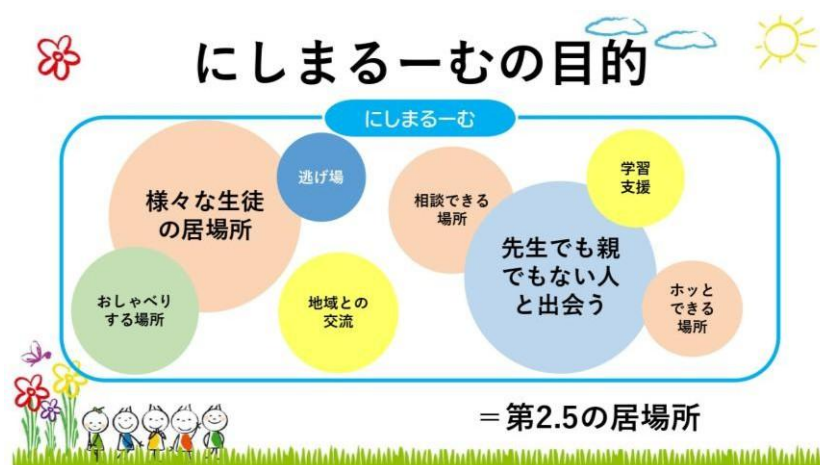 にしまるーむの目的
にしまるーむ
様々な生徒
の居場所
逃げ場
相談できる
場所
学習
支援
先生でも親
でもない人
と出会う
おしゃべり
する場所
地域との
交流
ホッと
できる
場所
＝第2.5の居場所